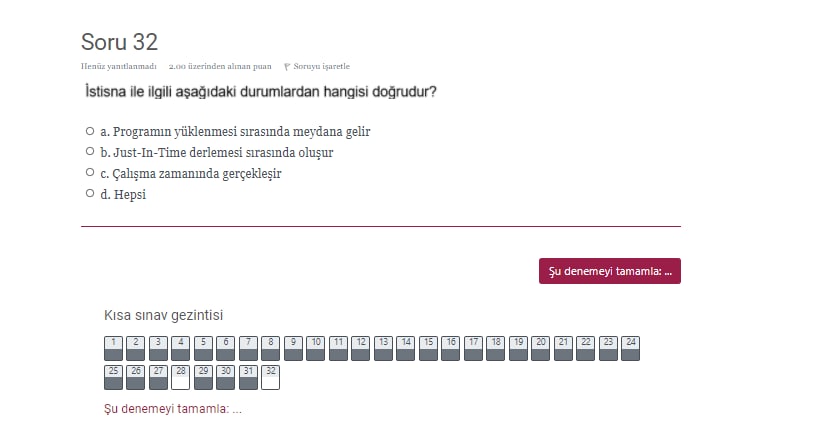 Soru 32
Henüz yanıtlanmadı 2,00 üzerinden alınan puan Soruyu işaretle
İstisna ile ilgili aşağıdaki durumlardan hangisi doğrudur?
a. Programın yüklenmesi sırasında meydana gelir
b. Just-In-Time derlemesi sırasında oluşur
c. Çalışma zamanında gerçekleşir
d. Hepsi
Şu denemeyi tamamla: ...
Kısa sınav gezintisi
1 2 3 4 5 6 7 8 9 10 11 12 13 14 15 16 17 18 19 20 21 22 23 24
25 26 27 28 29 30 31 32
Şu denemeyi tamamla: ...